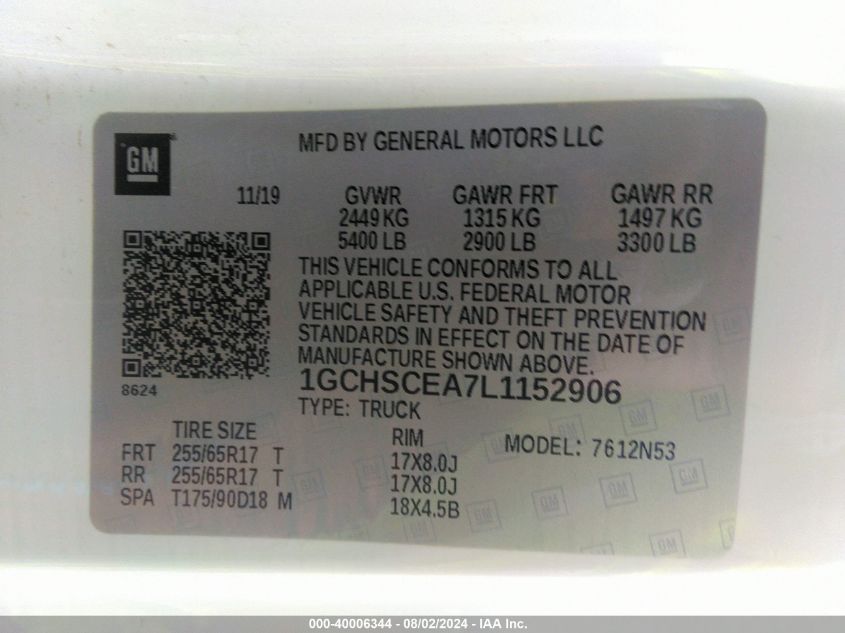 GM
MFD BY GENERAL MOTORS LLC
11/19 GVWR GAWR FRT GAWR RR
2449 KG 1315 KG 1497 KG
5400 LB 2900 LB 3300 LB
THIS VEHICLE CONFORMS TO ALL
APPLICABLE U.S. FEDERAL MOTOR
VEHICLE SAFETY AND THEFT PREVENTION
STANDARDS IN EFFECT ON THE DATE OF
MANUFACTURE SHOWN ABOVE.
8624
1GCHSCEA7L1152906
TYPE: TRUCK
TIRE SIZE RIM MODEL: 7612N53
FRT 255/65R17 T 17X8.0J
RR 255/65R17 T 17X8.0J
SPA T175/90D18 M 18X4.5B
000-40006344 - 08/02/2024 - IAA Inc.